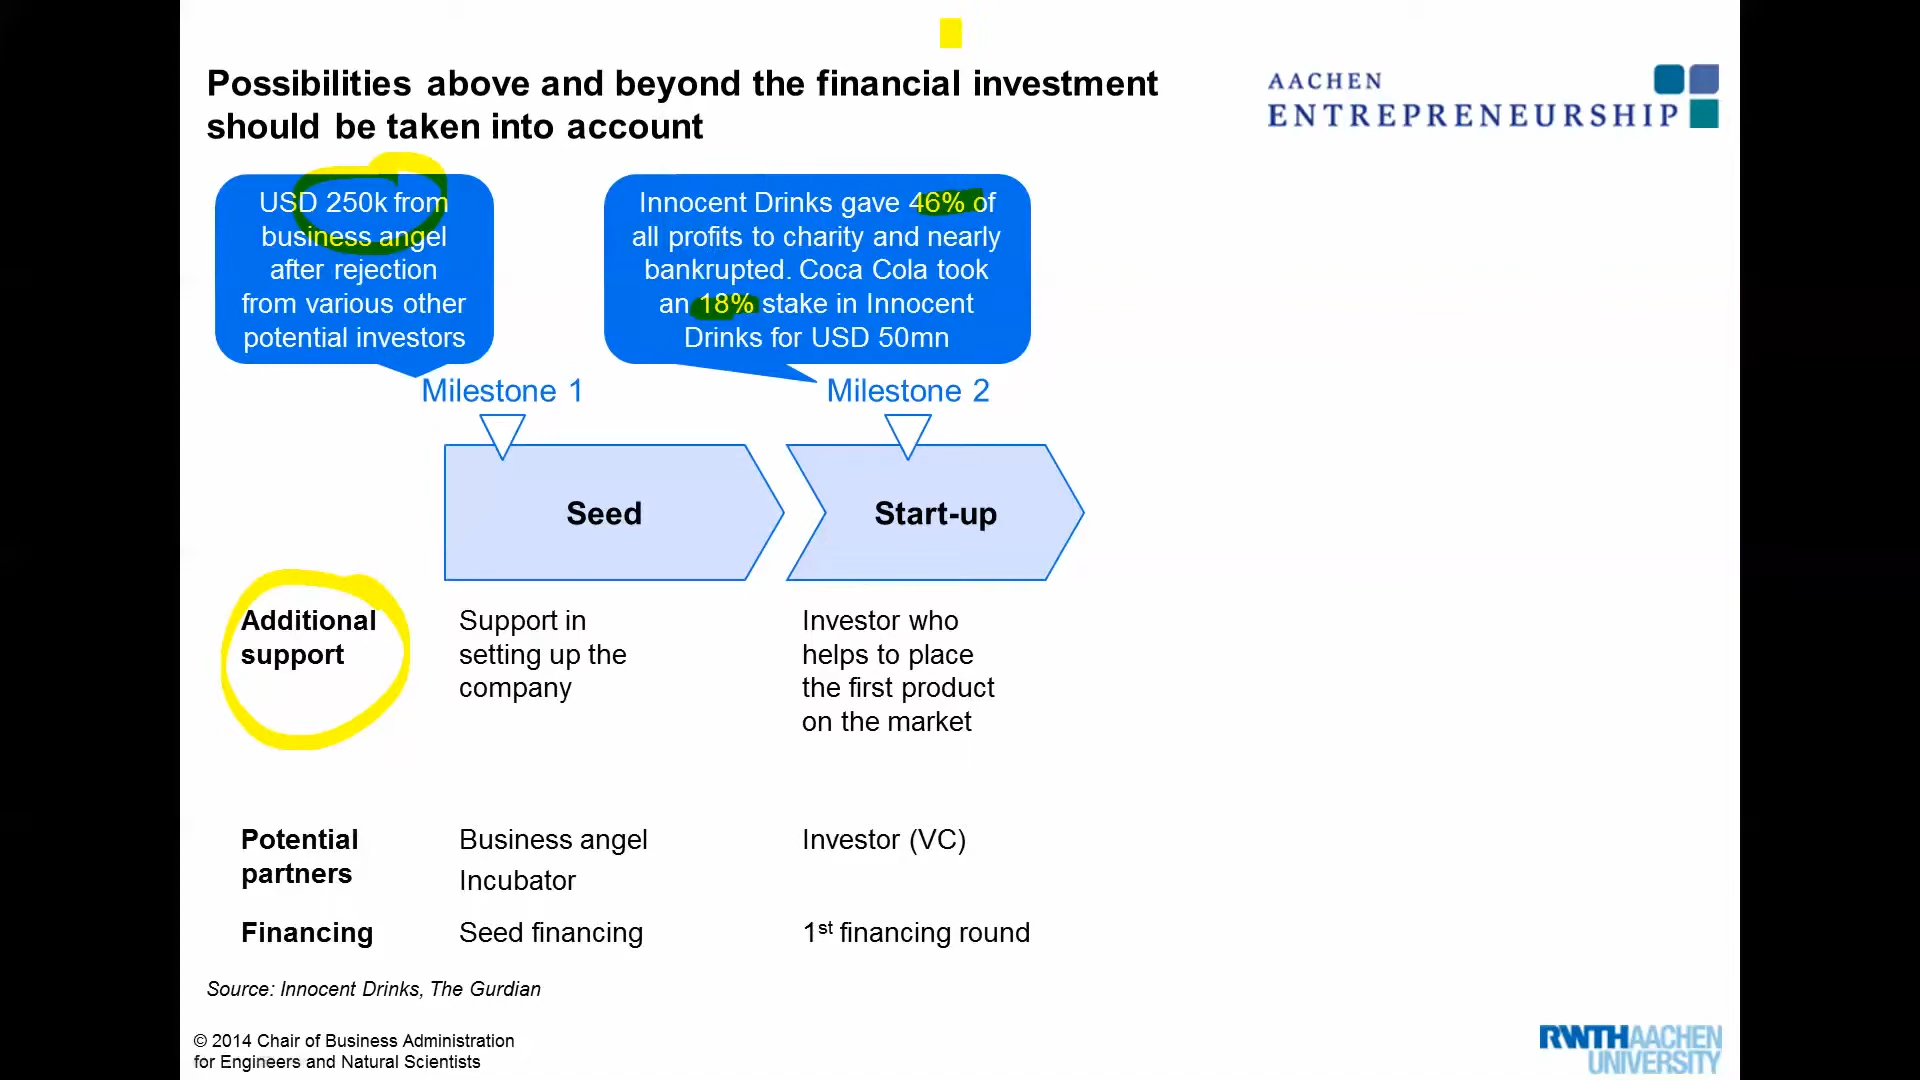 Possibilities above and beyond the financial investment
should be taken into account
AACHEN
ENTREPRENEURSHIP
USD 250k from
business angel
after rejection
from various other
potential investors
Innocent Drinks gave 46% of
all profits to charity and nearly
bankrupted. Coca Cola took
an 18% stake in Innocent
Drinks for USD 50mn
Milestone 1
Milestone 2
Seed
Start-up
Additional
support
Support in
setting up the
company
Investor who
helps to place
the first product
on the market
Potential
partners
Business angel
Incubator
Investor (VC)
Financing
Seed financing
1st financing round
Source: Innocent Drinks, The Gurdian
© 2014 Chair of Business Administration
for Engineers and Natural Scientists
RWTHAACHEN
UNIVERSITY